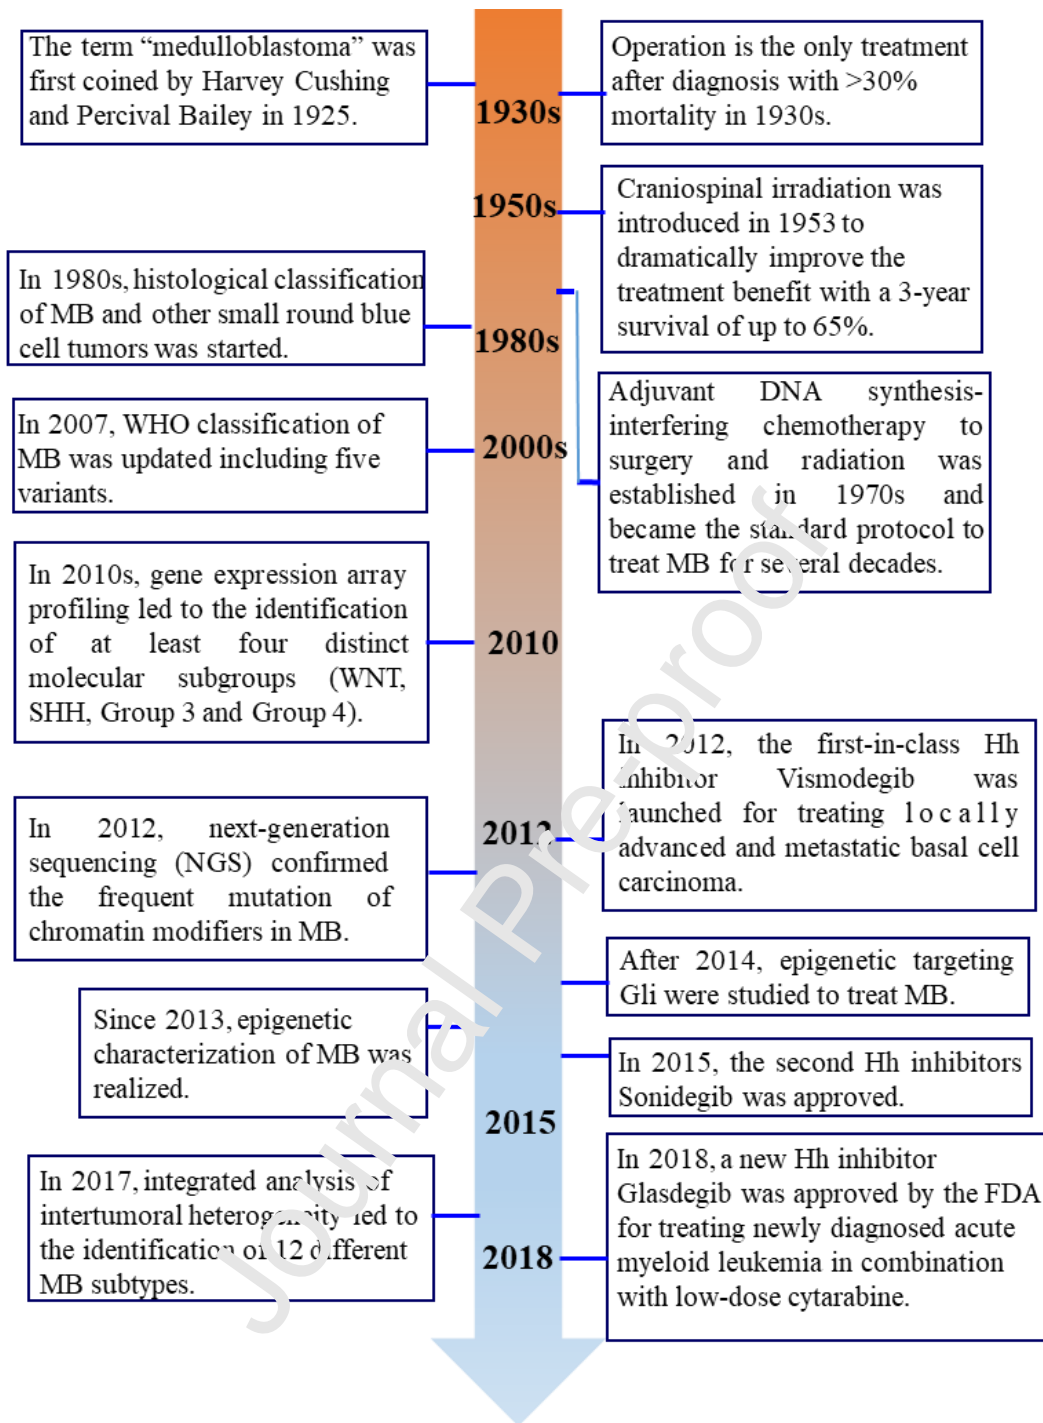 The term “medulloblastoma” was
first coined by Harvey Cushing
and Percival Bailey in 1925.
Operation is the only treatment
after diagnosis with >30%
mortality in 1930s.
1930s
Craniospinal irradiation was
introduced in 1953 to
dramatically improve the
treatment benefit with a 3-year
survival of up to 65%.
1950s
In 1980s, histological classification
of MB and other small round blue
cell tumors was started.
1980s
Adjuvant DNA synthesis-
interfering chemotherapy to
surgery and radiation was
established in 1970s and
became the standard protocol to
treat MB for several decades.
In 2007, WHO classification of
MB was updated including five
variants.
2000s
In 2010s, gene expression array
profiling led to the identification
of at least four distinct
molecular subgroups (WNT,
SHH, Group 3 and Group 4).
2010
In 2012, the first-in-class Hh
inhibitor Vismodegib was
launched for treating locally
advanced and metastatic basal cell
carcinoma.
2012
In 2012, next-generation
sequencing (NGS) confirmed
the frequent mutation of
chromatin modifiers in MB.
After 2014, epigenetic targeting
Gli were studied to treat MB.
Since 2013, epigenetic
characterization of MB was
realized.
In 2015, the second Hh inhibitors
Sonidegib was approved.
2015
In 2017, integrated analysis of
intertumoral heterogeneity led to
the identification of 12 different
MB subtypes.
In 2018, a new Hh inhibitor
Glasdegib was approved by the FDA
for treating newly diagnosed acute
myeloid leukemia in combination
with low-dose cytarabine.
2018
Journal Pre-proof